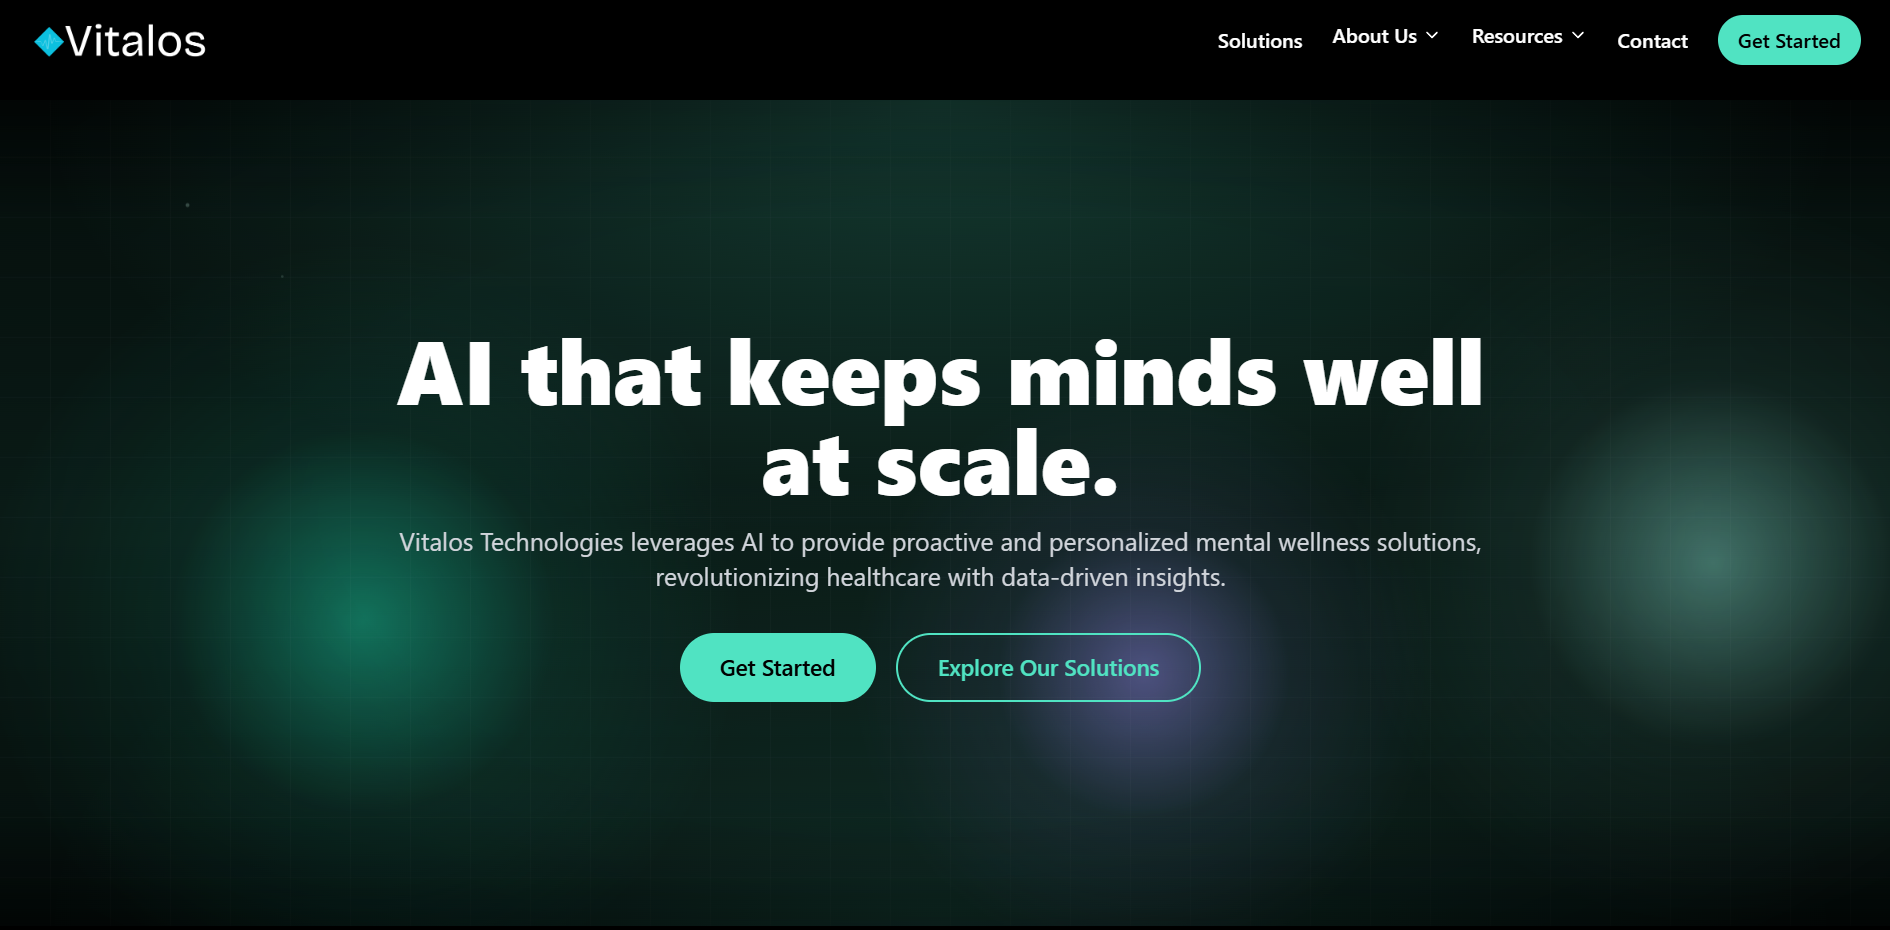 Vitalos
Solutions
About Us
Resources
Contact
Get Started
AI that keeps minds well
at scale.
Vitalos Technologies leverages AI to provide proactive and personalized mental wellness solutions,
revolutionizing healthcare with data-driven insights.
Get Started
Explore Our Solutions